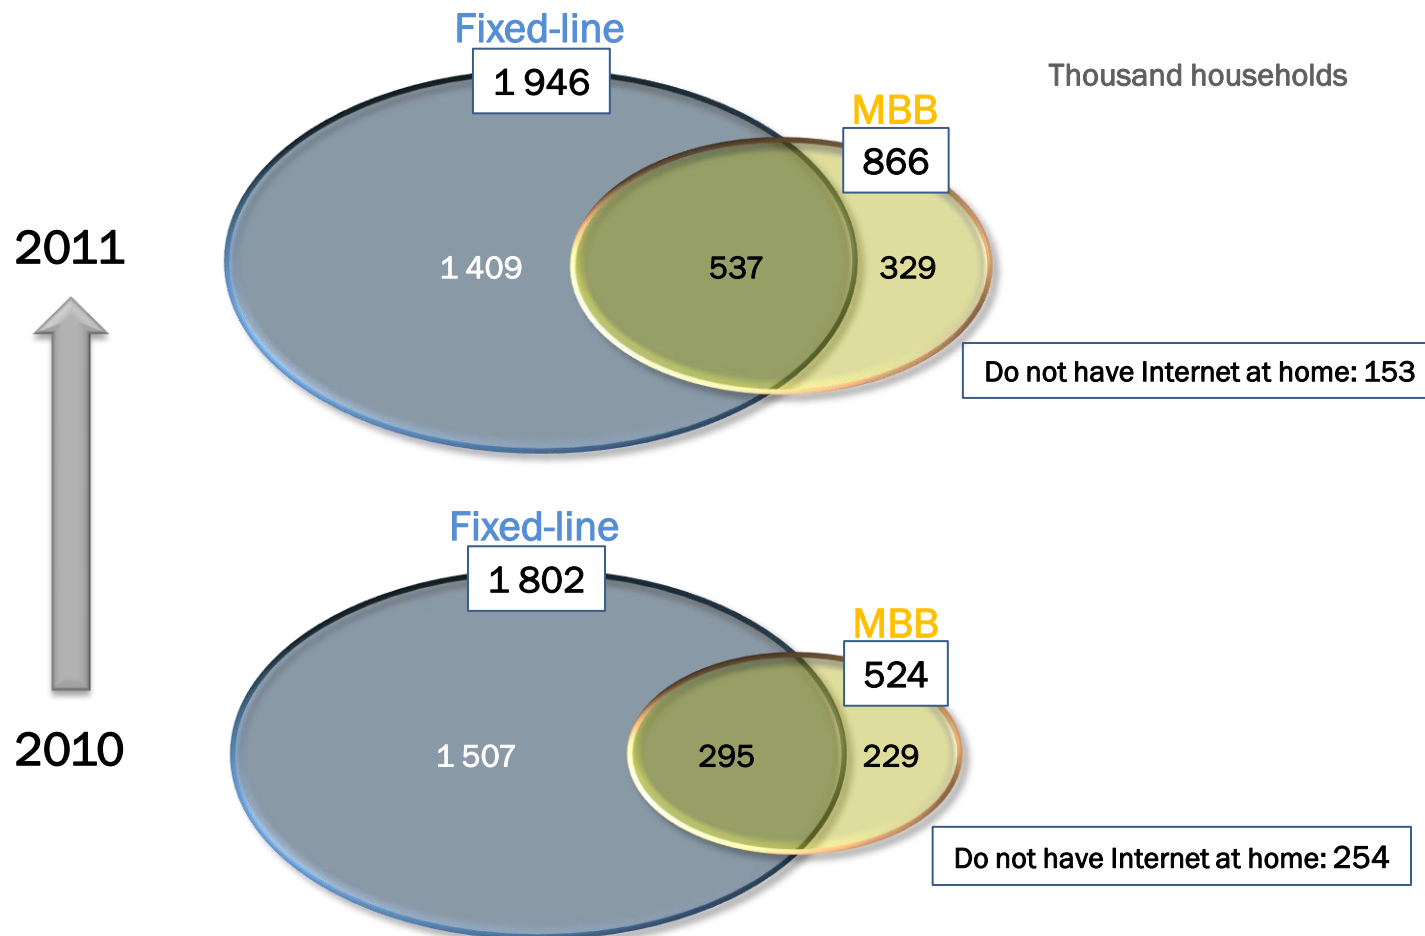 Fixed-line
1 946
Thousand households
MBB
866
2011
1 409
537
329
Do not have Internet at home: 153
Fixed-line
1 802
MBB
524
2010
1 507
295
229
Do not have Internet at home: 254